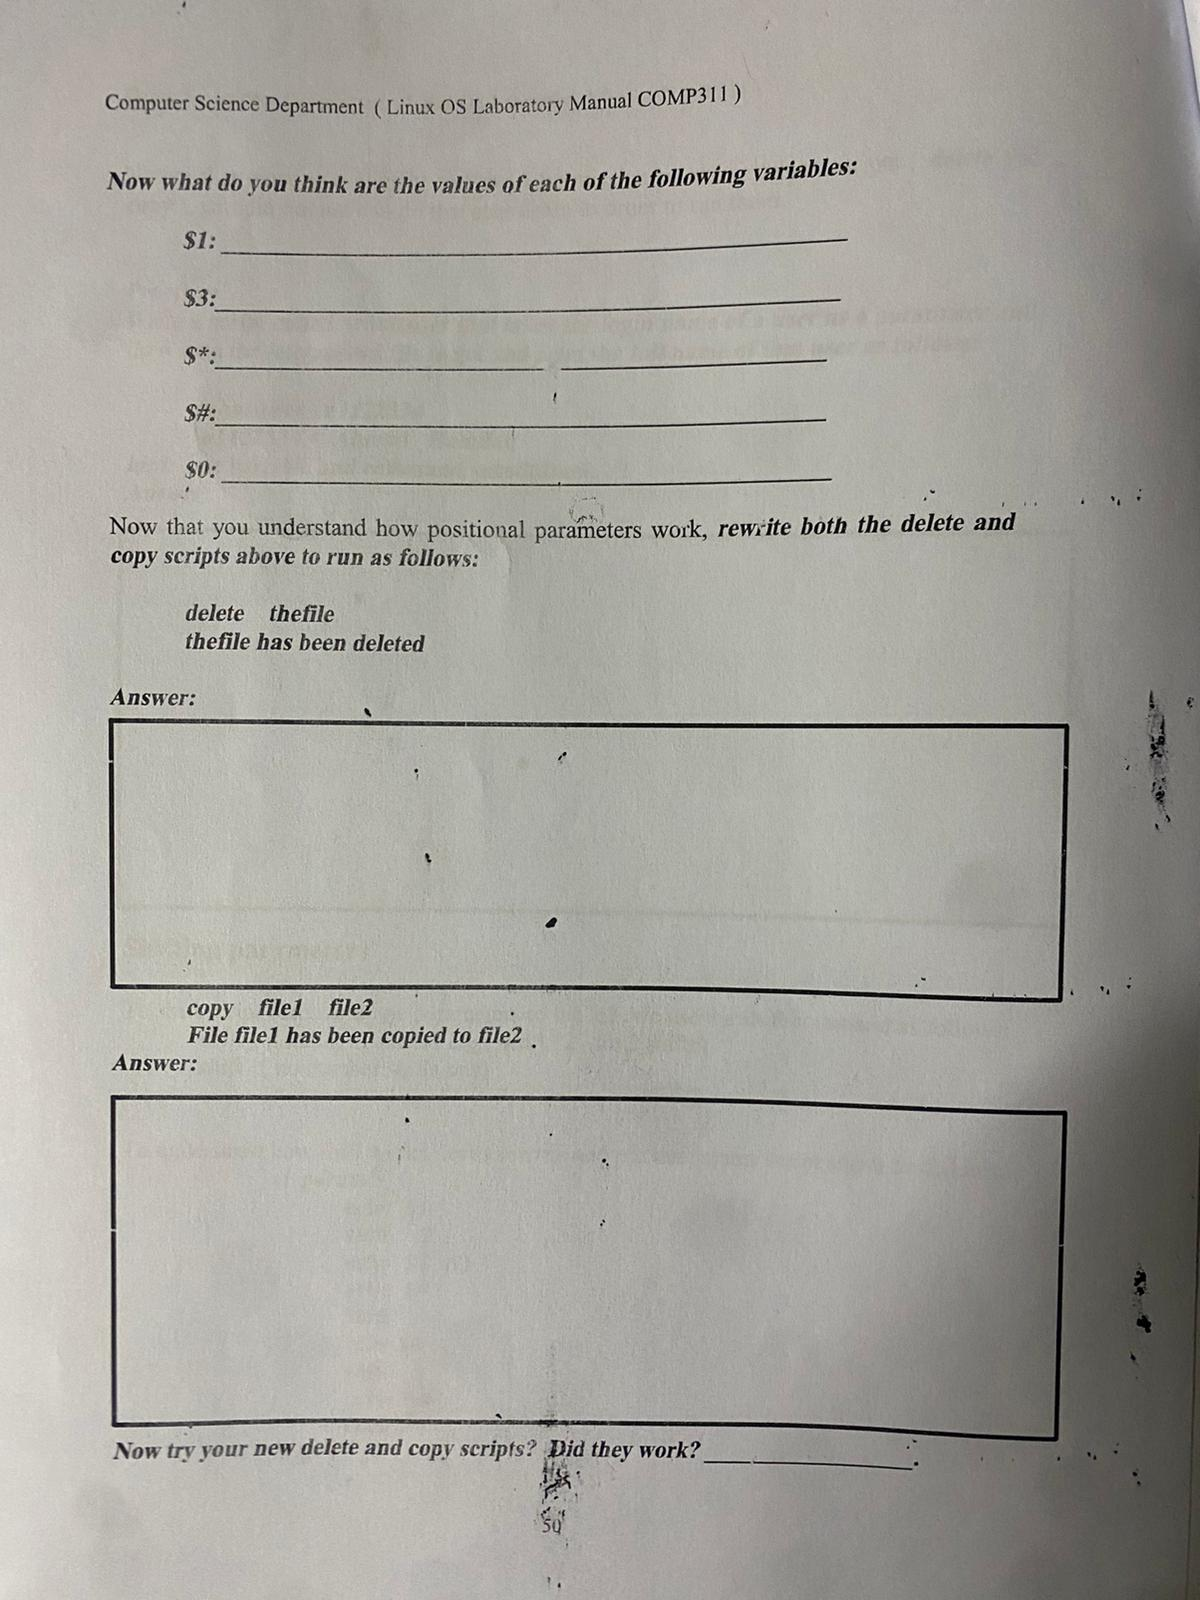 Computer Science Department ( Linux OS Laboratory Manual COMP311 )
Now what do you think are the values of each of the following variables:
$1:
$3:
$*:
$#:
$0:
Now that you understand how positional parameters work, rewrite both the delete and
copy scripts above to run as follows:
delete thefile
thefile has been deleted
Answer:
copy file1 file2
File file1 has been copied to file2 .
Answer:
Now try your new delete and copy scripts? Did they work?
50